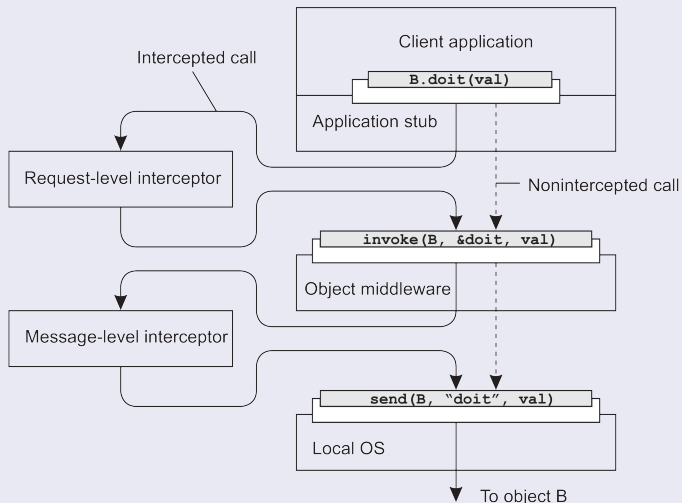 Client application
Intercepted call
B.doit(val)
Application stub
Request-level interceptor
Nonintercepted call
invoke(B, &doit, val)
Object middleware
Message-level interceptor
send(B, “doit”, val)
Local OS
To object B